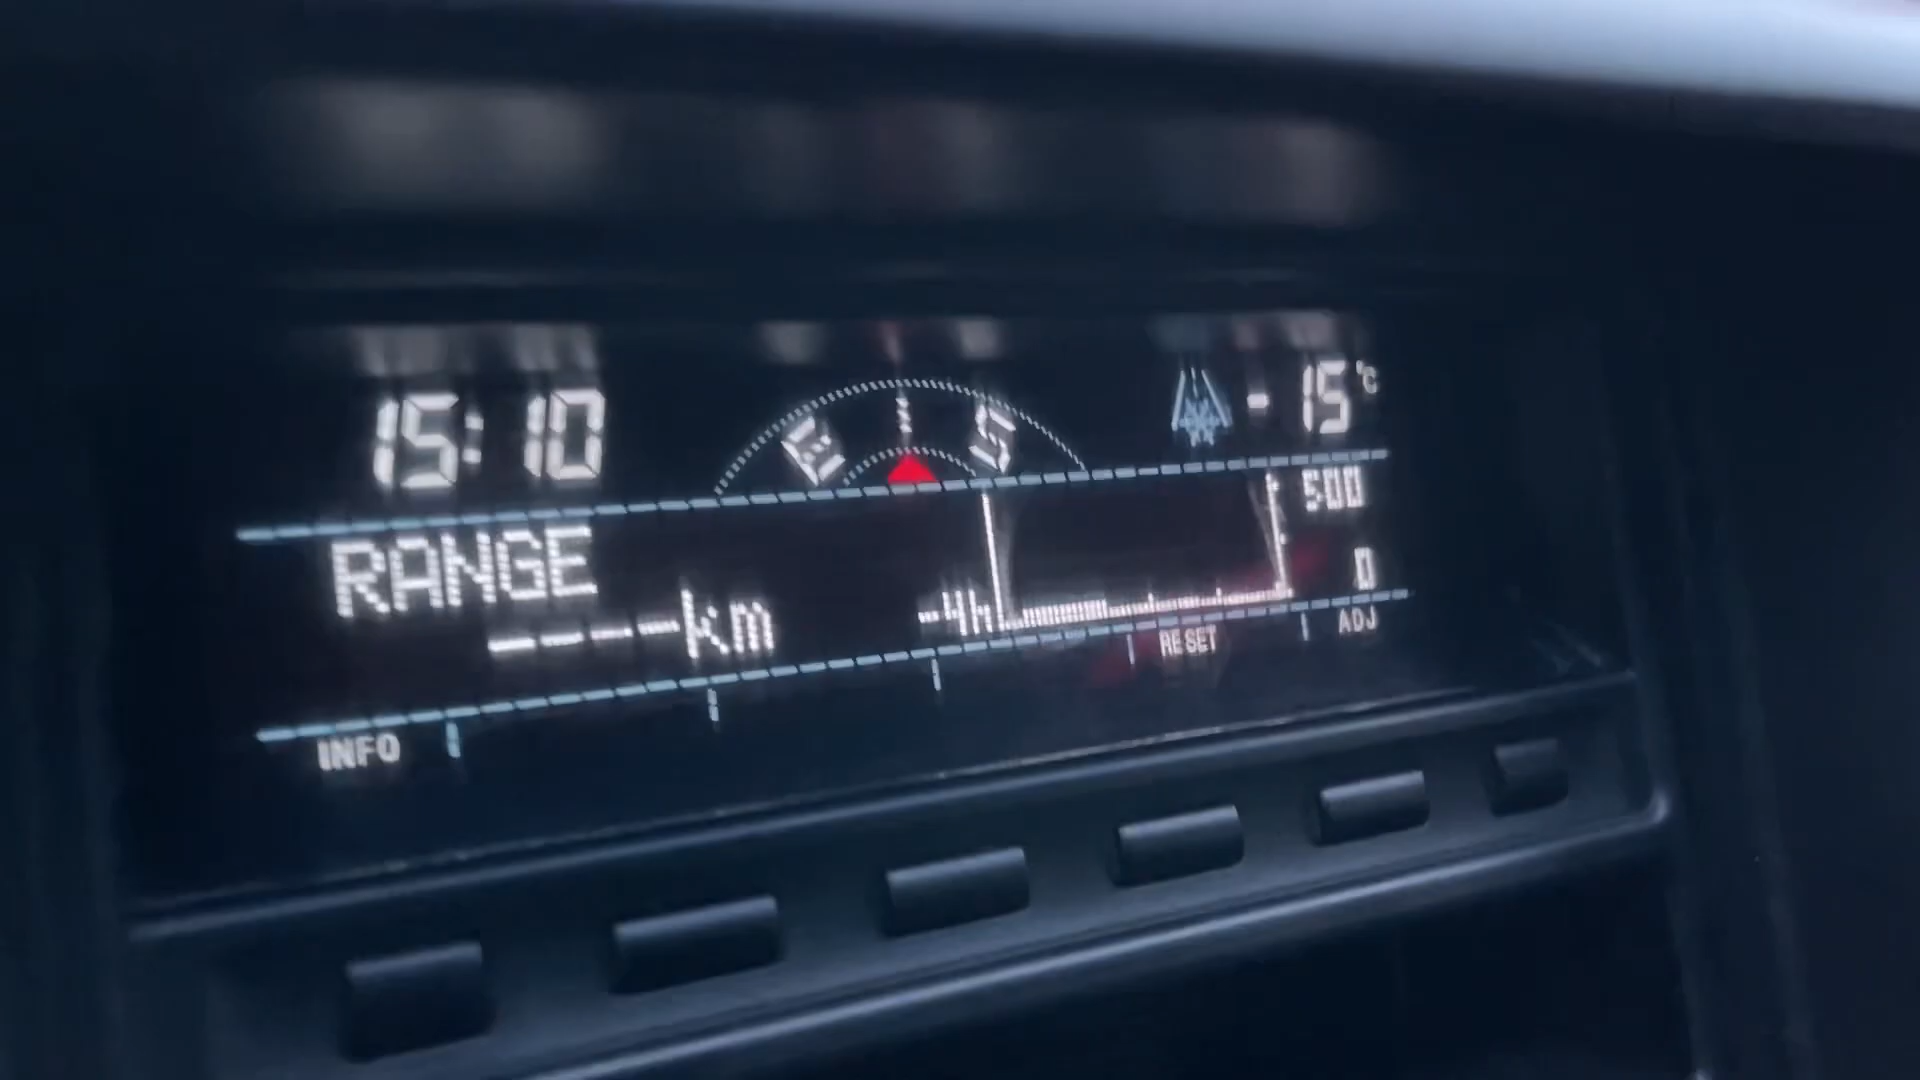 15:10 E S -15°C
RANGE 500
----km -4h 0
INFO RESET ADJ